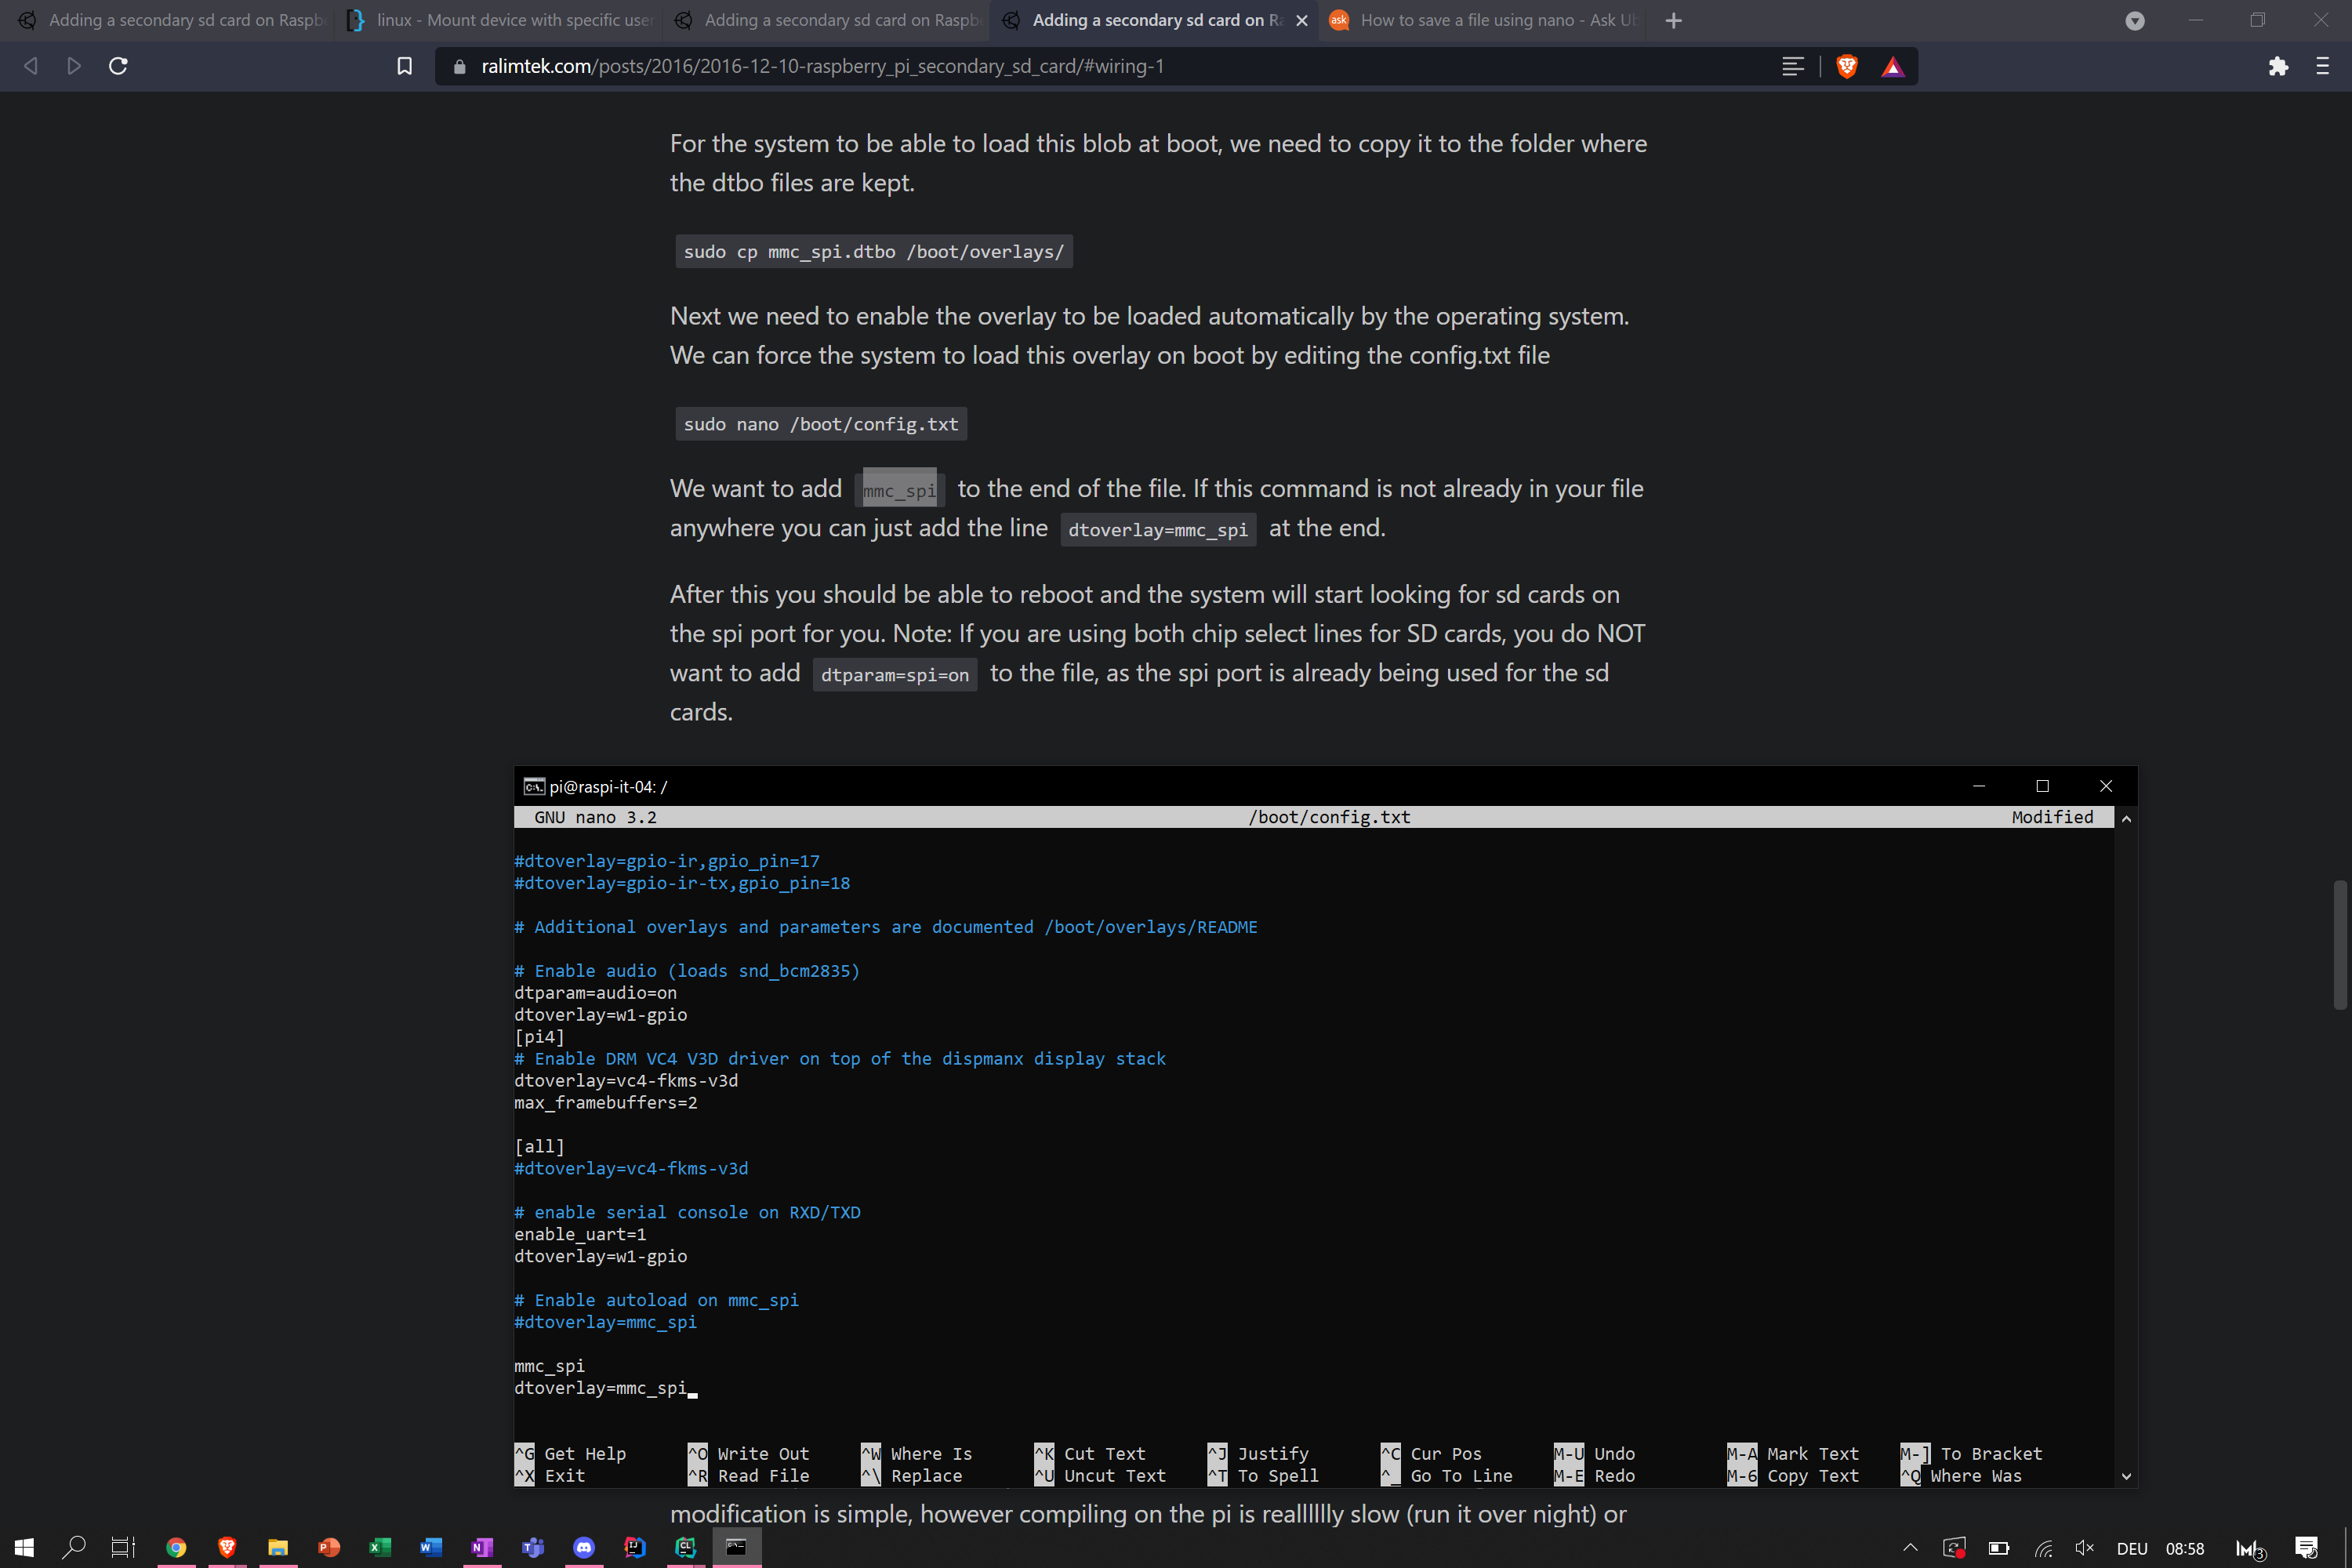 Adding a secondary sd card on Raspb
linux - Mount device with specific user
Adding a secondary sd card on Raspb
Adding a secondary sd card on Ra
ask
How to save a file using nano - Ask Ub
ralimtek.com/posts/2016/2016-12-10-raspberry_pi_secondary_sd_card/#wiring-1
For the system to be able to load this blob at boot, we need to copy it to the folder where
the dtbo files are kept.
sudo cp mmc_spi.dtbo /boot/overlays/
Next we need to enable the overlay to be loaded automatically by the operating system.
We can force the system to load this overlay on boot by editing the config.txt file
sudo nano /boot/config.txt
We want to add mmc_spi to the end of the file. If this command is not already in your file
anywhere you can just add the line dtoverlay=mmc_spi at the end.
After this you should be able to reboot and the system will start looking for sd cards on
the spi port for you. Note: If you are using both chip select lines for SD cards, you do NOT
want to add dtparam=spi=on to the file, as the spi port is already being used for the sd
cards.
C:\. pi@raspi-it-04: /
GNU nano 3.2 /boot/config.txt Modified
#dtoverlay=gpio-ir,gpio_pin=17
#dtoverlay=gpio-ir-tx,gpio_pin=18
# Additional overlays and parameters are documented /boot/overlays/README
# Enable audio (loads snd_bcm2835)
dtparam=audio=on
dtoverlay=w1-gpio
[pi4]
# Enable DRM VC4 V3D driver on top of the dispmanx display stack
dtoverlay=vc4-fkms-v3d
max_framebuffers=2
[all]
#dtoverlay=vc4-fkms-v3d
# enable serial console on RXD/TXD
enable_uart=1
dtoverlay=w1-gpio
# Enable autoload on mmc_spi
#dtoverlay=mmc_spi
mmc_spi
dtoverlay=mmc_spi
^G Get Help ^O Write Out ^W Where Is ^K Cut Text ^J Justify ^C Cur Pos M-U Undo M-A Mark Text M-] To Bracket
^X Exit ^R Read File ^\ Replace ^U Uncut Text ^T To Spell ^_ Go To Line M-E Redo M-6 Copy Text ^Q Where Was
modification is simple, however compiling on the pi is realllllly slow (run it over night) or
DEU 08:58